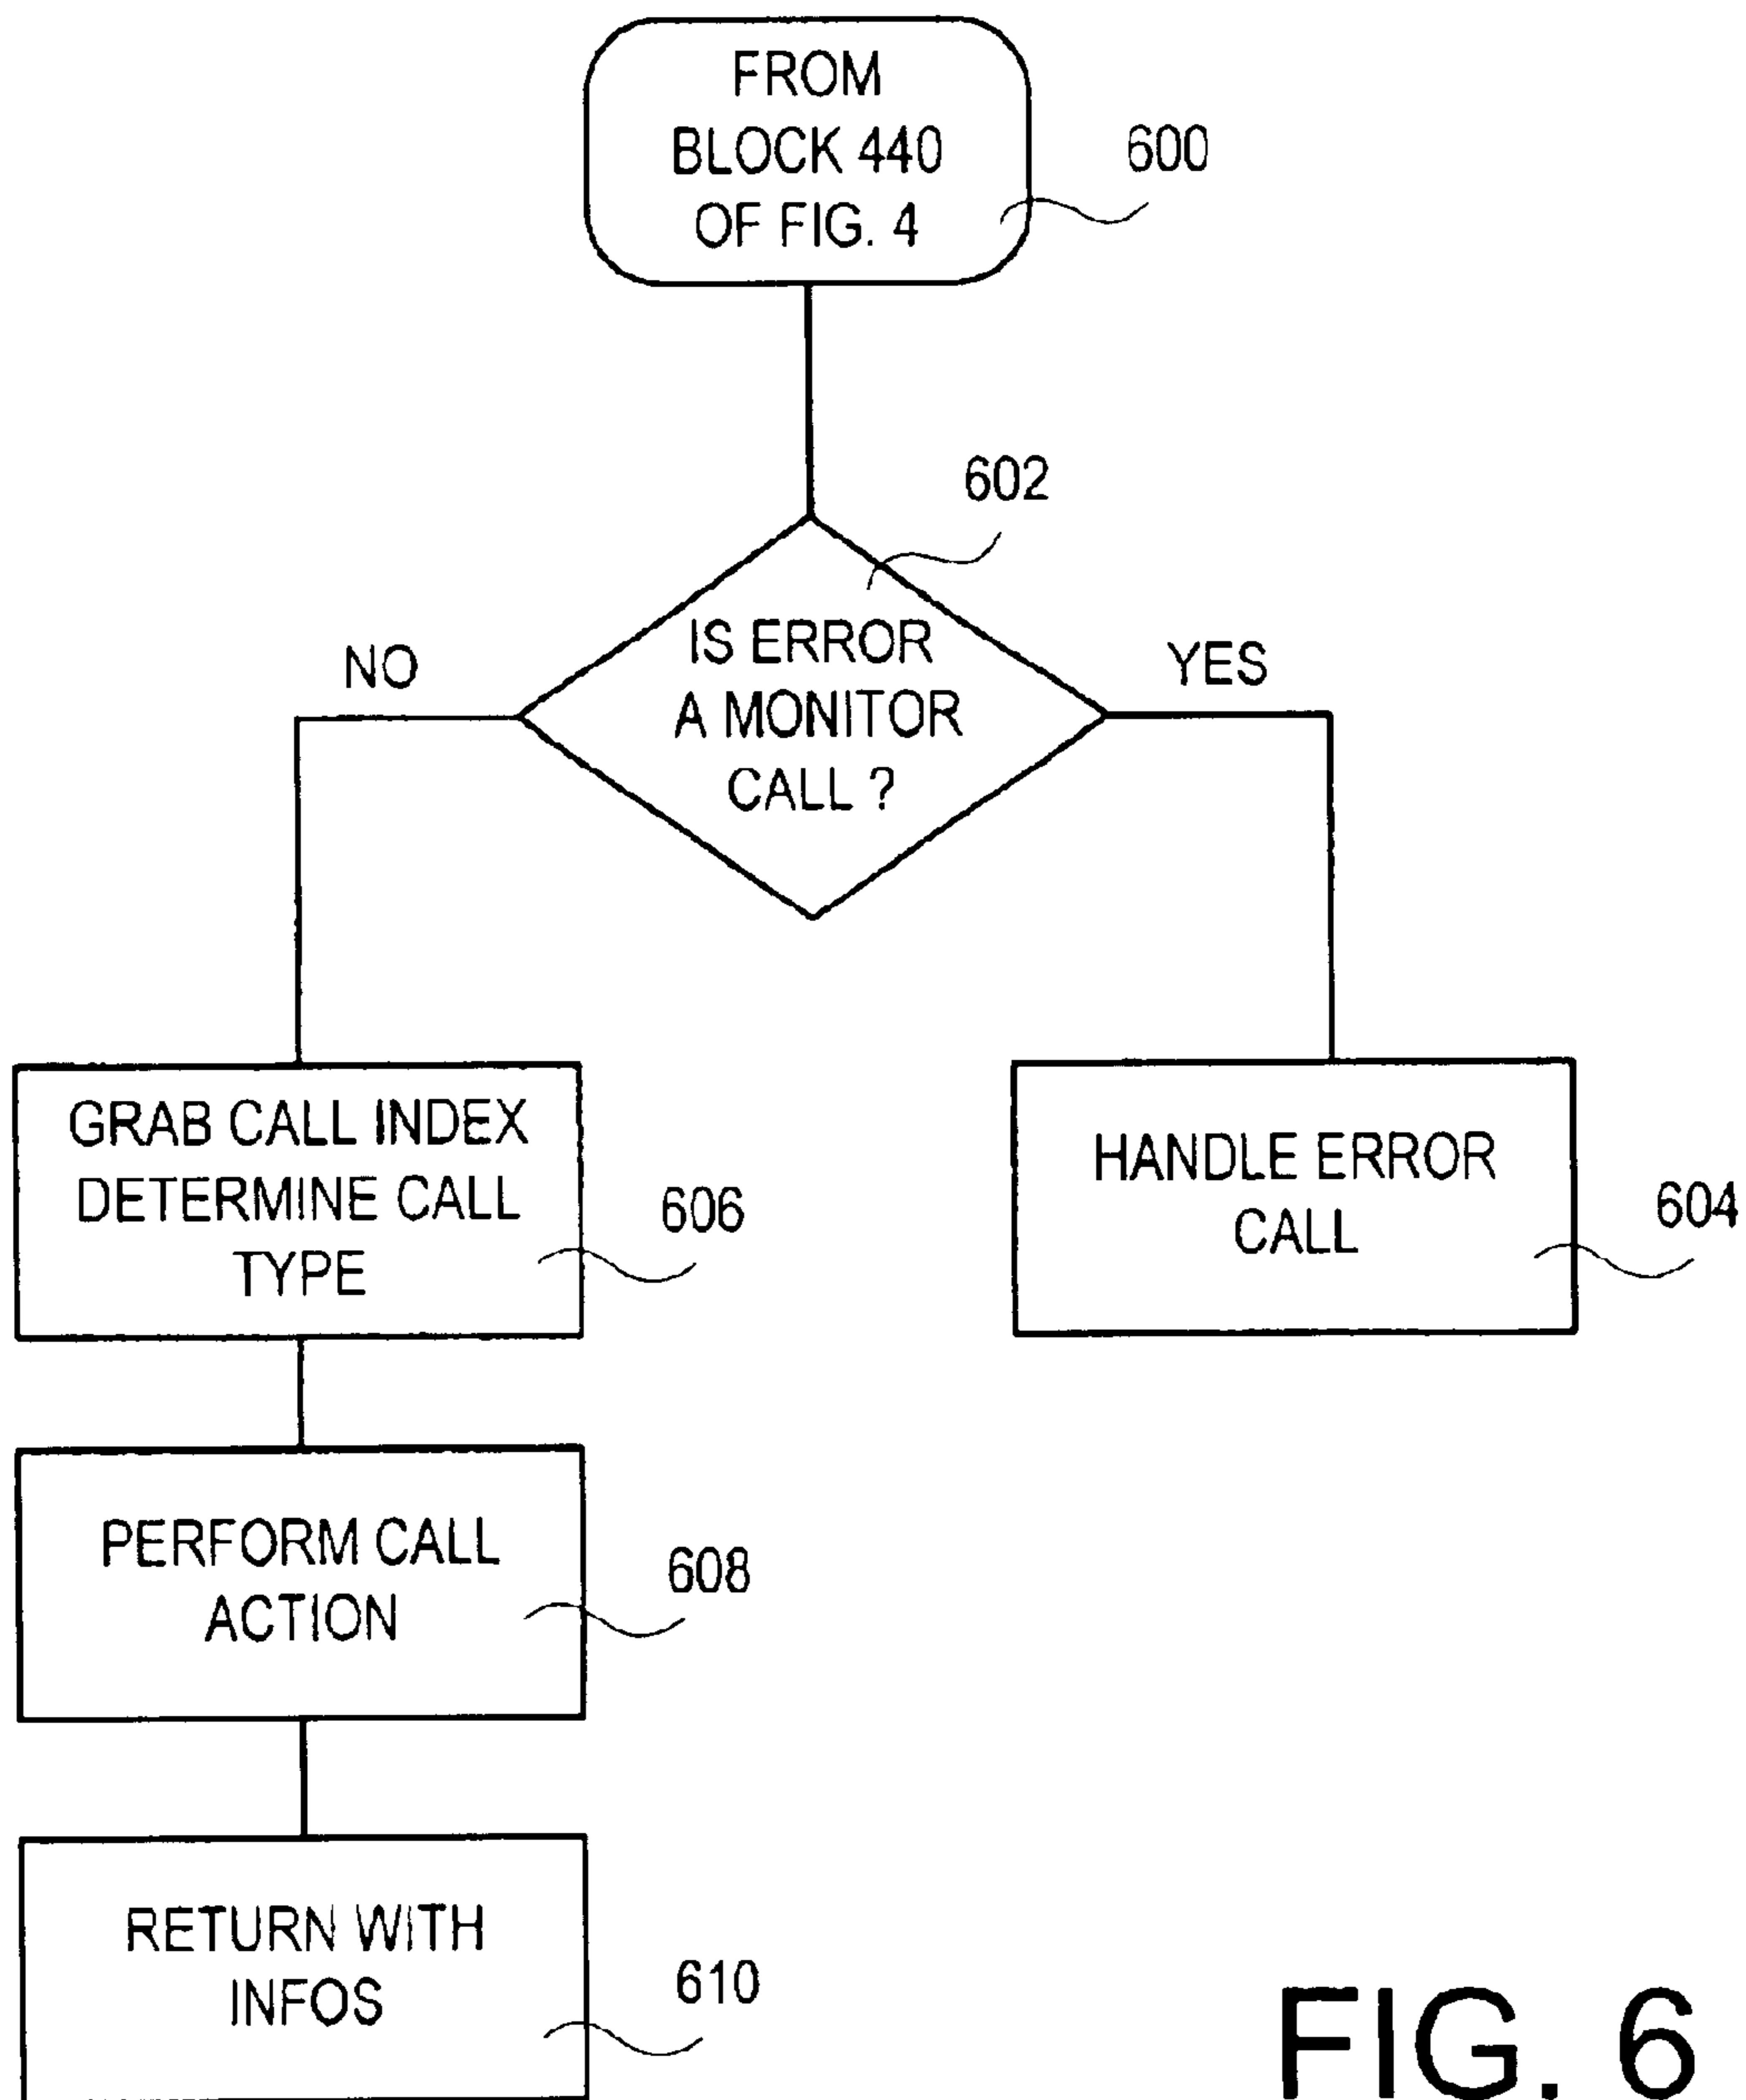 FROM
BLOCK 440
OF FIG. 4
600
602
IS ERROR
A MONITOR
CALL ?
NO
YES
GRAB CALL INDEX
DETERMINE CALL
TYPE
606
HANDLE ERROR
CALL
604
PERFORM CALL
ACTION
608
RETURN WITH
INFOS
610
FIG. 6